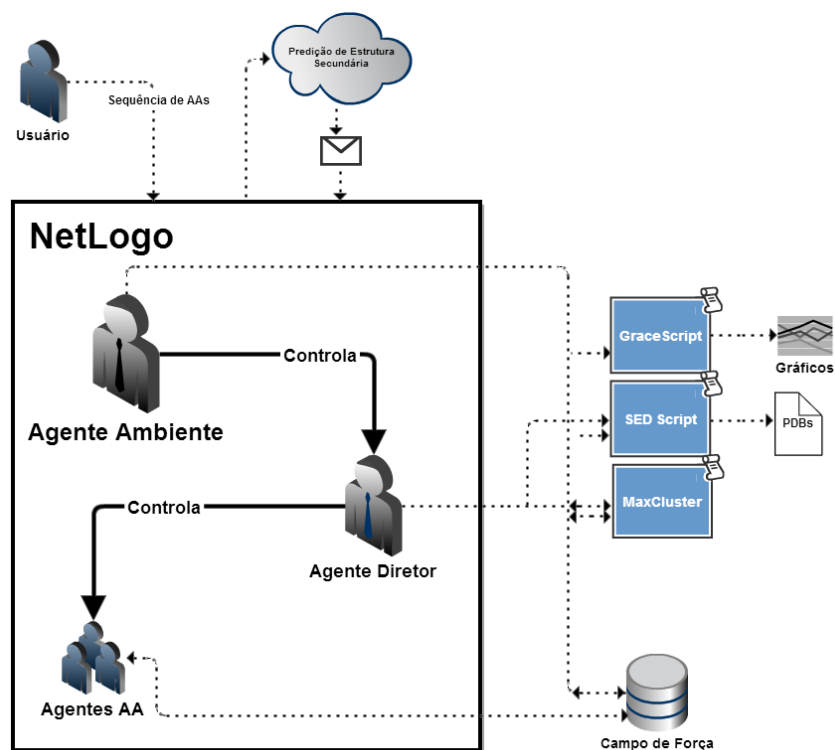 Predição de Estrutura
Secundária
Sequência de AAs
Usuário
NetLogo
Controla
Agente Ambiente
Controla
Agente Diretor
Agentes AA
GraceScript
Gráficos
SED Script
PDBs
MaxCluster
Campo de Força